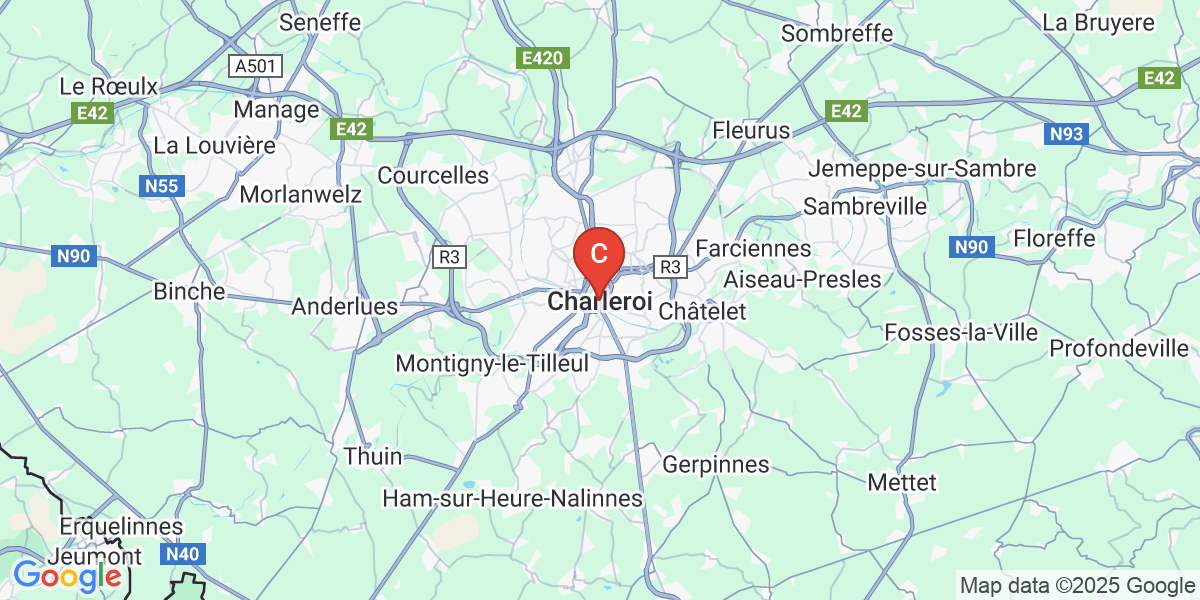 Seneffe
La Bruyere
Sombreffe
E420
A501
E42
Le Rœulx
Manage
E42
E42
E42
Fleurus
N93
La Louvière
Jemeppe-sur-Sambre
Courcelles
N55
Morlanwelz
Sambreville
Floreffe
C
Farciennes
N90
N90
R3
R3
Aiseau-Presles
Binche
Anderlues
Charleroi
Châtelet
Fosses-la-Ville
Profondeville
Montigny-le-Tilleul
Thuin
Gerpinnes
Mettet
Ham-sur-Heure-Nalinnes
Erquelinnes
Jeumont
N40
Google
Map data ©2025 Google